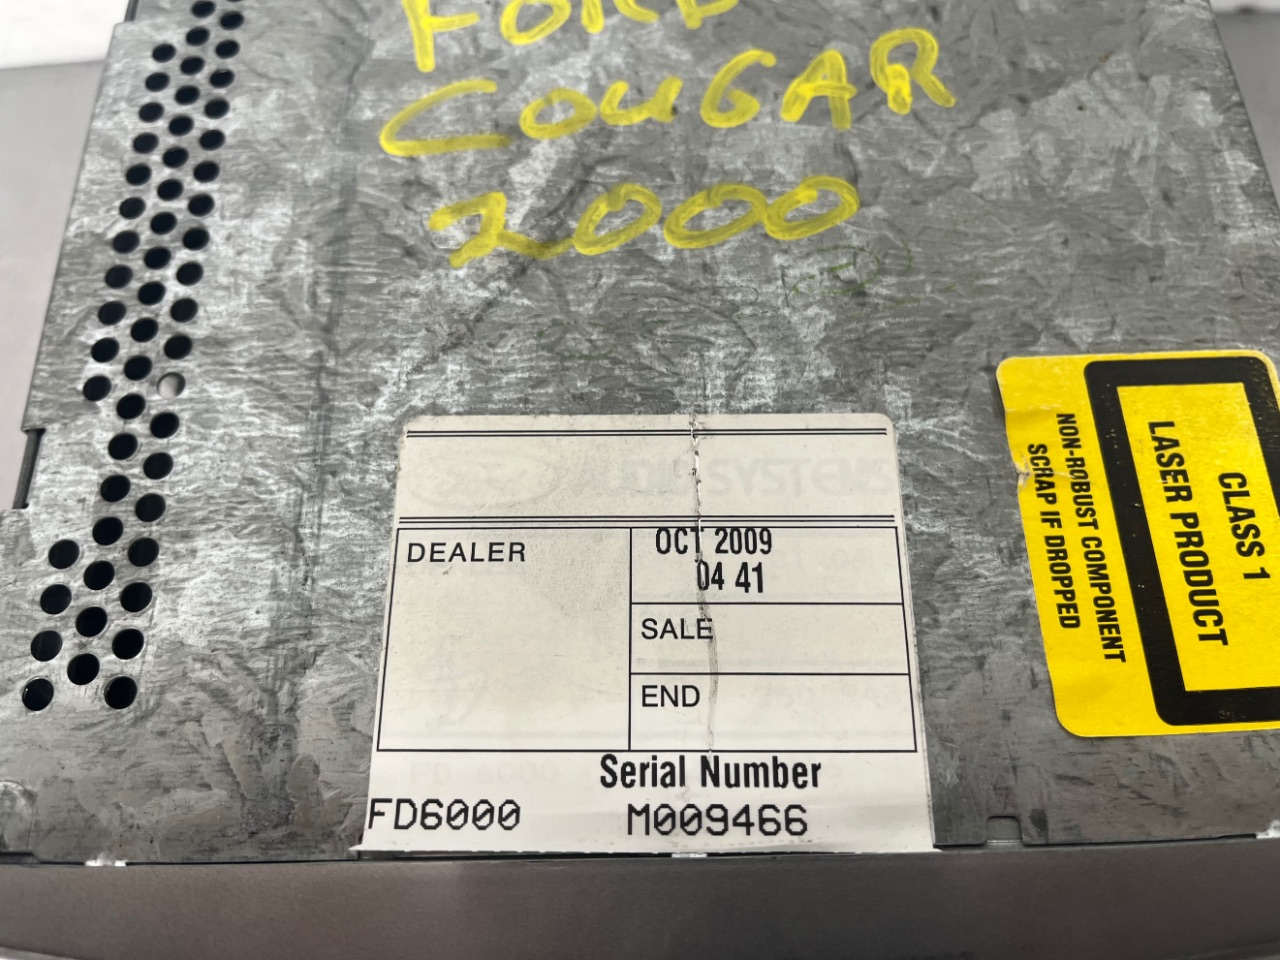 FORD
COUGAR
2000
DEALER
OCT 2009
04 41
SALE
END
Serial Number
FD6000 M009466
CLASS 1
LASER PRODUCT
NON-ROBUST COMPONENT
SCRAP IF DROPPED